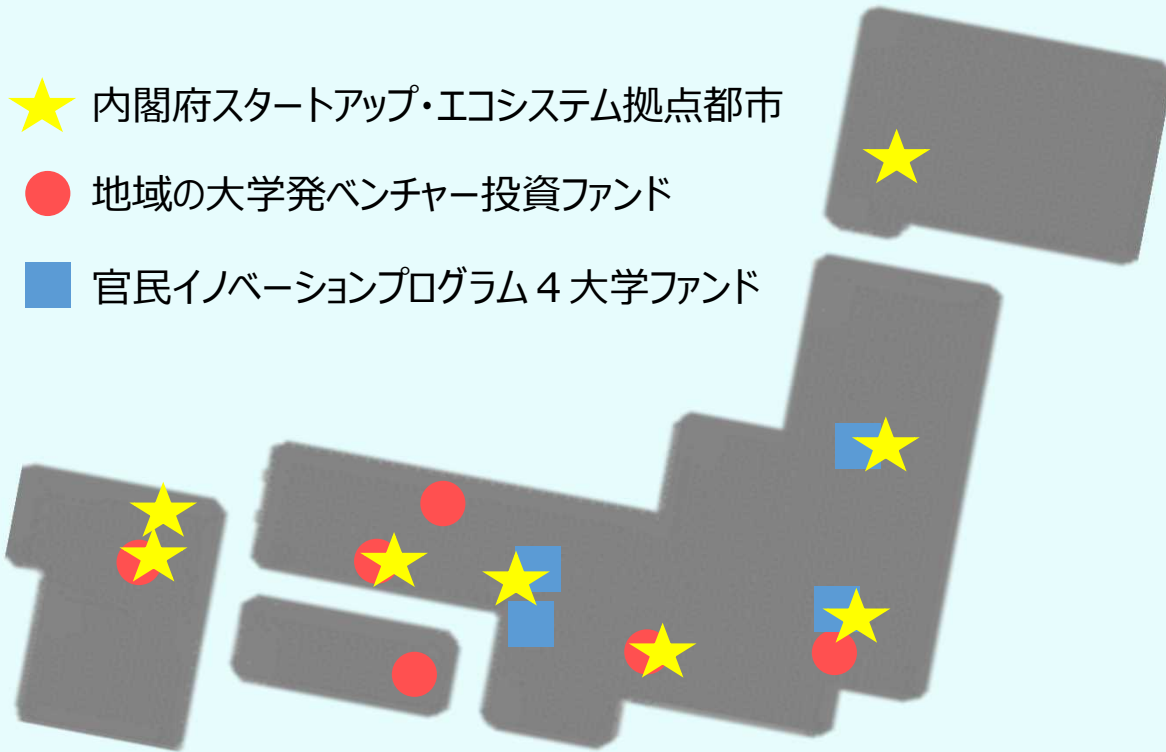 内閣府スタートアップ・エコシステム拠点都市
地域の大学発ベンチャー投資ファンド
官民イノベーションプログラム４大学ファンド